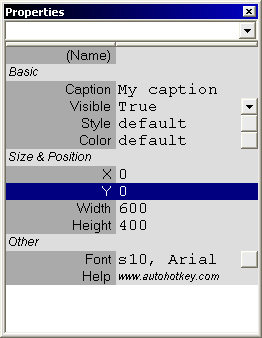 Properties
(Name)
Basic
Caption My caption
Visible True
Style default
Color default
Size & Position
X 0
Y 0
Width 600
Height 400
Other
Font s10, Arial
Help www.autohotkey.com